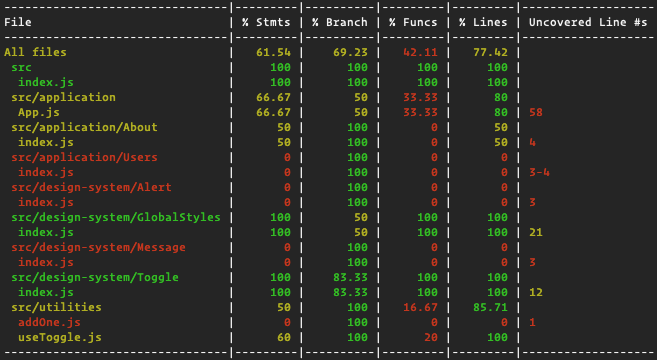 -------------------------------|----------|----------|----------|----------|-------------------|
File                           |  % Stmts | % Branch |  % Funcs |  % Lines | Uncovered Line #s
-------------------------------|----------|----------|----------|----------|-------------------|
All files                      |    61.54 |    69.23 |    42.11 |    77.42 |                   |
 src                           |      100 |      100 |      100 |      100 |                   |
  index.js                     |      100 |      100 |      100 |      100 |                   |
 src/application               |    66.67 |       50 |    33.33 |       80 |                   |
  App.js                       |    66.67 |       50 |    33.33 |       80 | 58                |
 src/application/About         |       50 |      100 |        0 |       50 |                   |
  index.js                     |       50 |      100 |        0 |       50 | 4                 |
 src/application/Users         |        0 |      100 |        0 |        0 |                   |
  index.js                     |        0 |      100 |        0 |        0 | 3-4               |
 src/design-system/Alert       |        0 |      100 |        0 |        0 |                   |
  index.js                     |        0 |      100 |        0 |        0 | 3                 |
 src/design-system/GlobalStyles |      100 |       50 |      100 |      100 |                   |
  index.js                     |      100 |       50 |      100 |      100 | 21                |
 src/design-system/Message     |        0 |      100 |        0 |        0 |                   |
  index.js                     |        0 |      100 |        0 |        0 | 3                 |
 src/design-system/Toggle      |      100 |    83.33 |      100 |      100 |                   |
  index.js                     |      100 |    83.33 |      100 |      100 | 12                |
 src/utilities                 |       50 |      100 |    16.67 |    85.71 |                   |
  addOne.js                    |        0 |      100 |        0 |        0 | 1                 |
  useToggle.js                 |       60 |      100 |       20 |      100 |                   |
-------------------------------|----------|----------|----------|----------|-------------------|